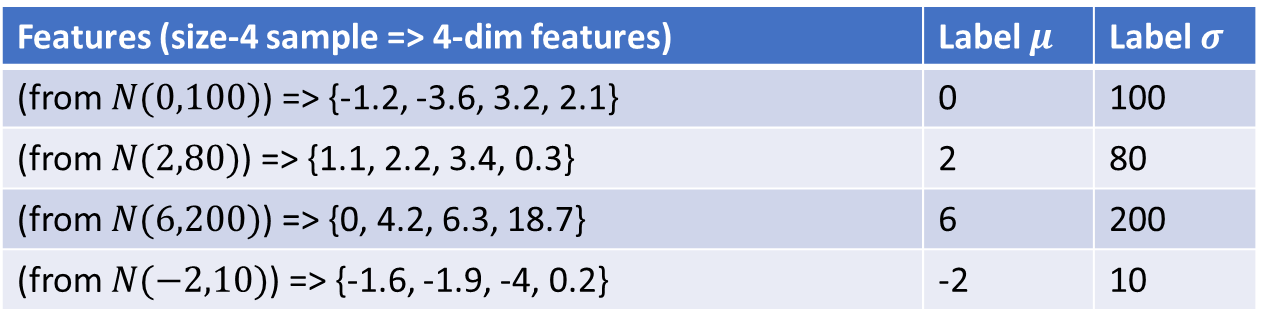 Features (size-4 sample => 4-dim features) Label μ Label σ
(from N(0,100)) => {-1.2, -3.6, 3.2, 2.1} 0 100
(from N(2,80)) => {1.1, 2.2, 3.4, 0.3} 2 80
(from N(6,200)) => {0, 4.2, 6.3, 18.7} 6 200
(from N(−2,10)) => {-1.6, -1.9, -4, 0.2} -2 10